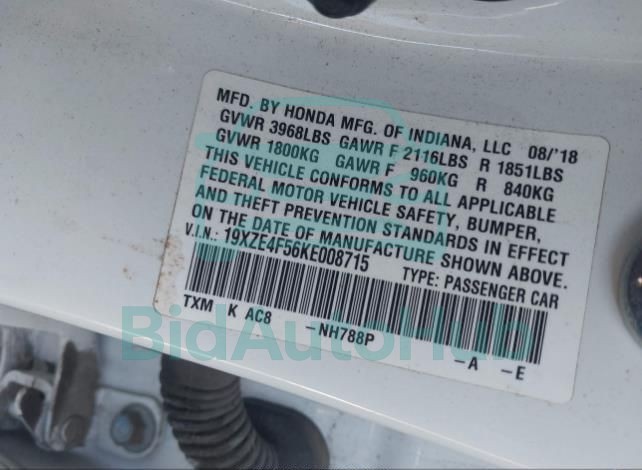 MFD. BY HONDA MFG. OF INDIANA, LLC 08/'18
GVWR 3968LBS GAWR F 2116LBS R 1851LBS
GVWR 1800KG GAWR F 960KG R 840KG
THIS VEHICLE CONFORMS TO ALL APPLICABLE
FEDERAL MOTOR VEHICLE SAFETY, BUMPER,
AND THEFT PREVENTION STANDARDS IN EFFECT
ON THE DATE OF MANUFACTURE SHOWN ABOVE.
V.I.N.: 19XZE4F56KE008715 TYPE: PASSENGER CAR
TXM K AC8 -NH788P -A -E
BidAutoHub